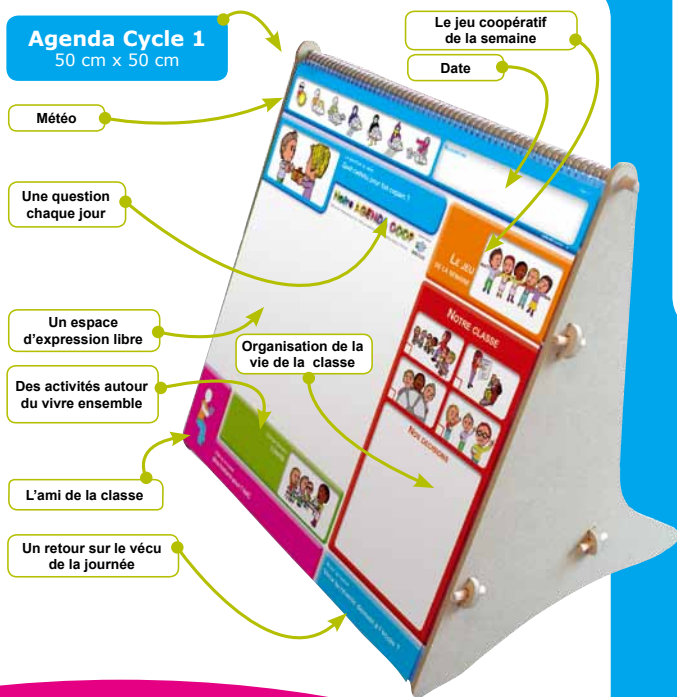 Agenda Cycle 1
50 cm x 50 cm
Le jeu coopératif
de la semaine
Date
Météo
Une question
chaque jour
Un espace
d'expression libre
Organisation de la
vie de la classe
Des activités autour
du vivre ensemble
L'ami de la classe
Un retour sur le vécu
de la journée
Notre AGENDA COOP
LE JEU
DE LA SEMAINE
NOTRE CLASSE
NOS DÉCISIONS